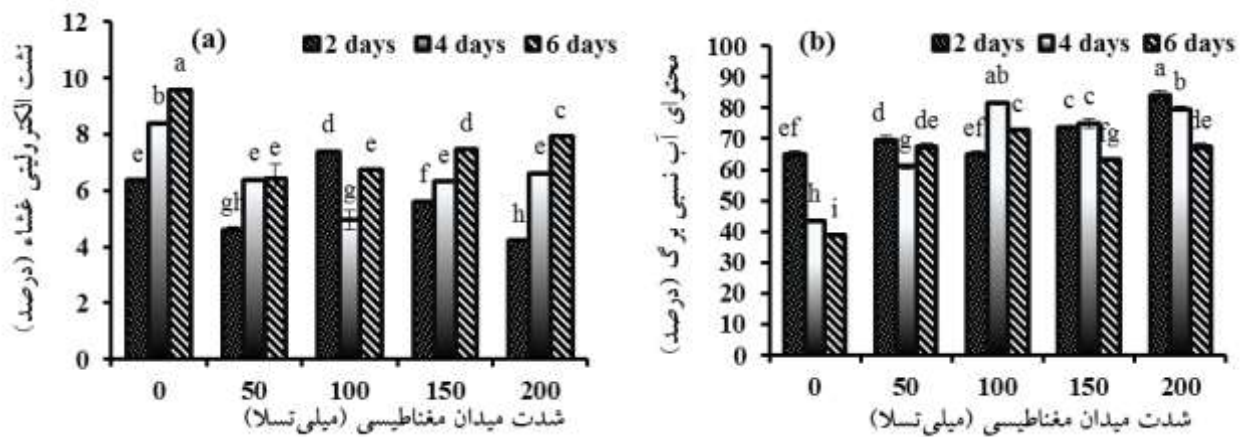 (a)
2 days 4 days 6 days
نشت الکترولیتی غشاء (درصد)
12
10
8
6
4
2
0
e b a
gh e e
d g e
f e d
h e c
0 50 100 150 200
شدت میدان مغناطیسی (میلی‌تسلا)
(b)
2 days 4 days 6 days
محتوای آب نسبی برگ (درصد)
100
90
80
70
60
50
40
30
20
10
0
ef h i
d g de
ef ab c
c c fg
a b de
0 50 100 150 200
شدت میدان مغناطیسی (میلی‌تسلا)